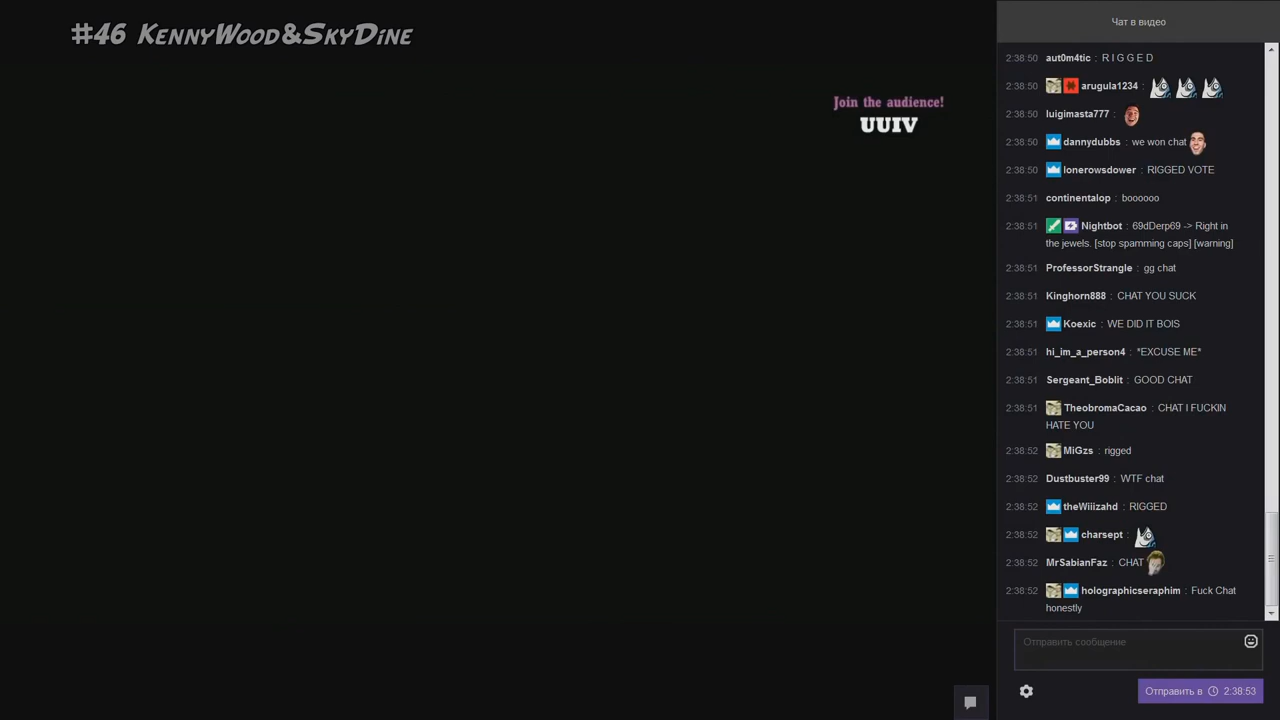 #46 KENNYWOOD&SKYDINE
Join the audience!
UUIV
Чат в видео
2:38:50 aut0m4tic : R I G G E D
2:38:50 arugula1234 :
2:38:50 luigimasta777 :
2:38:50 dannydubbs : we won chat
2:38:50 lonerowsdower : RIGGED VOTE
2:38:51 continentalop : boooooo
2:38:51 Nightbot : 69dDerp69 -> Right in
the jewels. [stop spamming caps] [warning]
2:38:51 ProfessorStrangle : gg chat
2:38:51 Kinghorn888 : CHAT YOU SUCK
2:38:51 Koexic : WE DID IT BOIS
2:38:51 hi_im_a_person4 : *EXCUSE ME*
2:38:51 Sergeant_Boblit : GOOD CHAT
2:38:51 TheobromaCacao : CHAT I FUCKIN
HATE YOU
2:38:52 MiGzs : rigged
2:38:52 Dustbuster99 : WTF chat
2:38:52 theWiiizahd : RIGGED
2:38:52 charsept :
2:38:52 MrSabianFaz : CHAT
2:38:52 holographicseraphim : Fuck Chat
honestly
Отправить сообщение
Отправить в 2:38:53